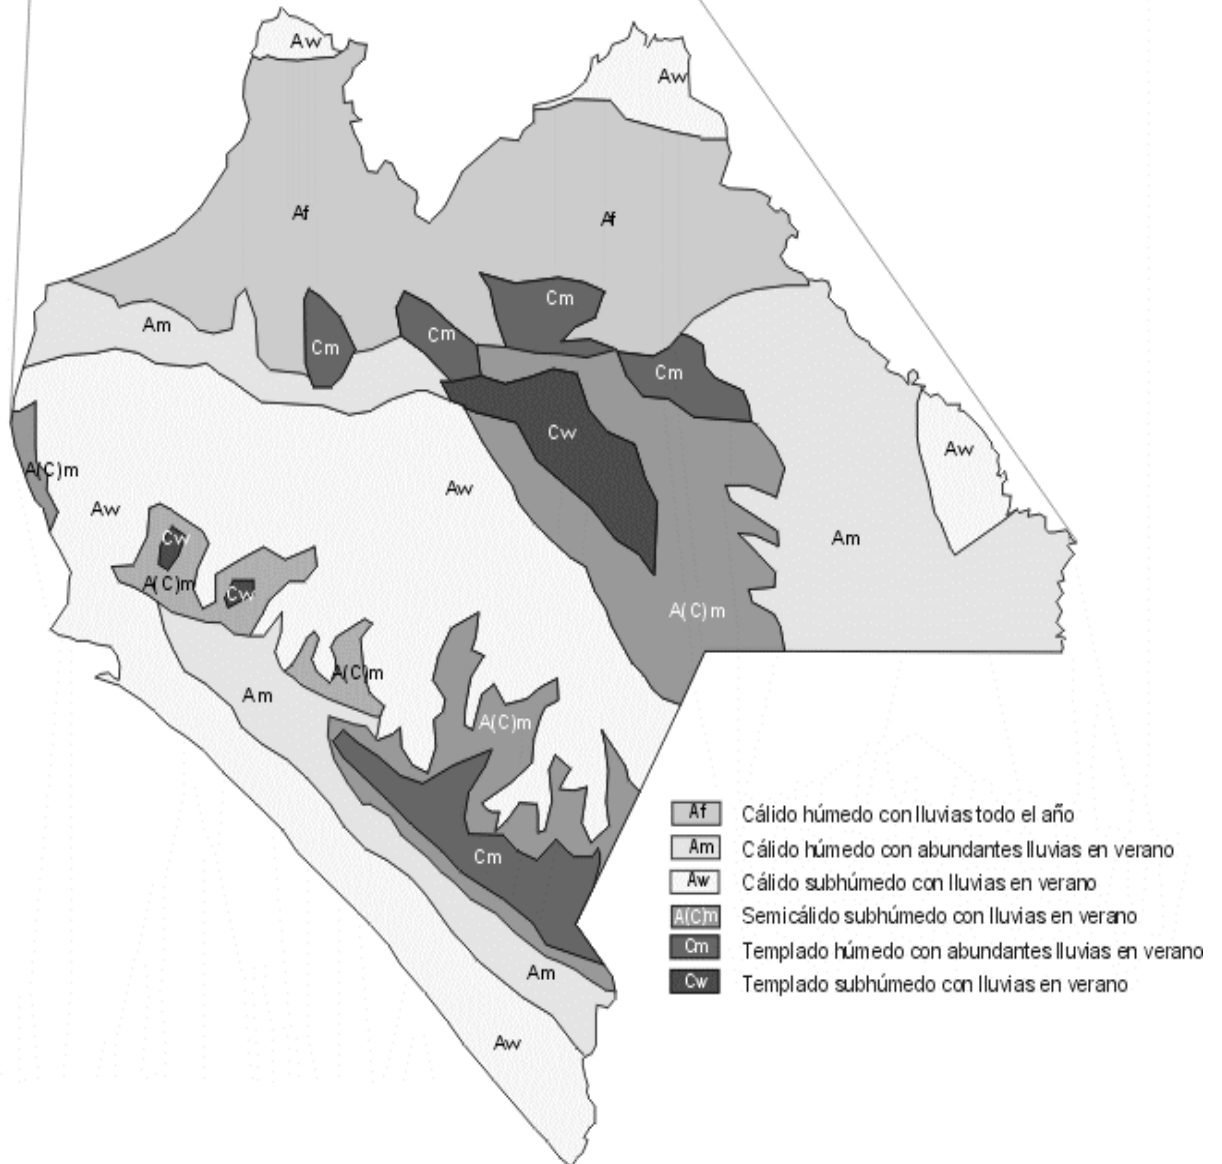 Aw
Aw
Af
Af
Cm
Am
Cm
Cm
Cm
Cw
Aw
A(C)m
Aw
Aw
Cw
Am
A(C)m
Cw
A(C)m
A(C)m
Am
A(C)m
Cm
Am
Aw
Af Cálido húmedo con lluvias todo el año
Am Cálido húmedo con abundantes lluvias en verano
Aw Cálido subhúmedo con lluvias en verano
A(C)m Semicálido subhúmedo con lluvias en verano
Cm Templado húmedo con abundantes lluvias en verano
Cw Templado subhúmedo con lluvias en verano